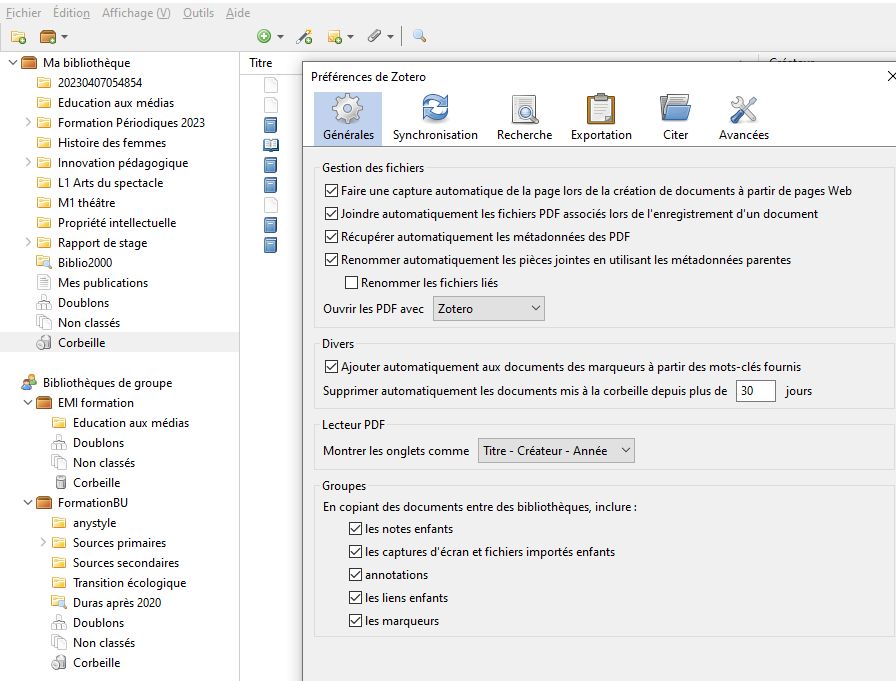 Fichier Édition Affichage (V) Outils Aide
Ma bibliothèque
20230407054854
Education aux médias
Formation Périodiques 2023
Histoire des femmes
Innovation pédagogique
L1 Arts du spectacle
M1 théâtre
Propriété intellectuelle
Rapport de stage
Biblio2000
Mes publications
Doublons
Non classés
Corbeille
Bibliothèques de groupe
EMI formation
Education aux médias
Doublons
Non classés
Corbeille
FormationBU
anystyle
Sources primaires
Sources secondaires
Transition écologique
Duras après 2020
Doublons
Non classés
Corbeille
Titre
Préférences de Zotero
Générales Synchronisation Recherche Exportation Citer Avancées
Gestion des fichiers
Faire une capture automatique de la page lors de la création de documents à partir de pages Web
Joindre automatiquement les fichiers PDF associés lors de l'enregistrement d'un document
Récupérer automatiquement les métadonnées des PDF
Renommer automatiquement les pièces jointes en utilisant les métadonnées parentes
Renommer les fichiers liés
Ouvrir les PDF avec Zotero
Divers
Ajouter automatiquement aux documents des marqueurs à partir des mots-clés fournis
Supprimer automatiquement les documents mis à la corbeille depuis plus de 30 jours
Lecteur PDF
Montrer les onglets comme Titre - Créateur - Année
Groupes
En copiant des documents entre des bibliothèques, inclure :
les notes enfants
les captures d'écran et fichiers importés enfants
annotations
les liens enfants
les marqueurs